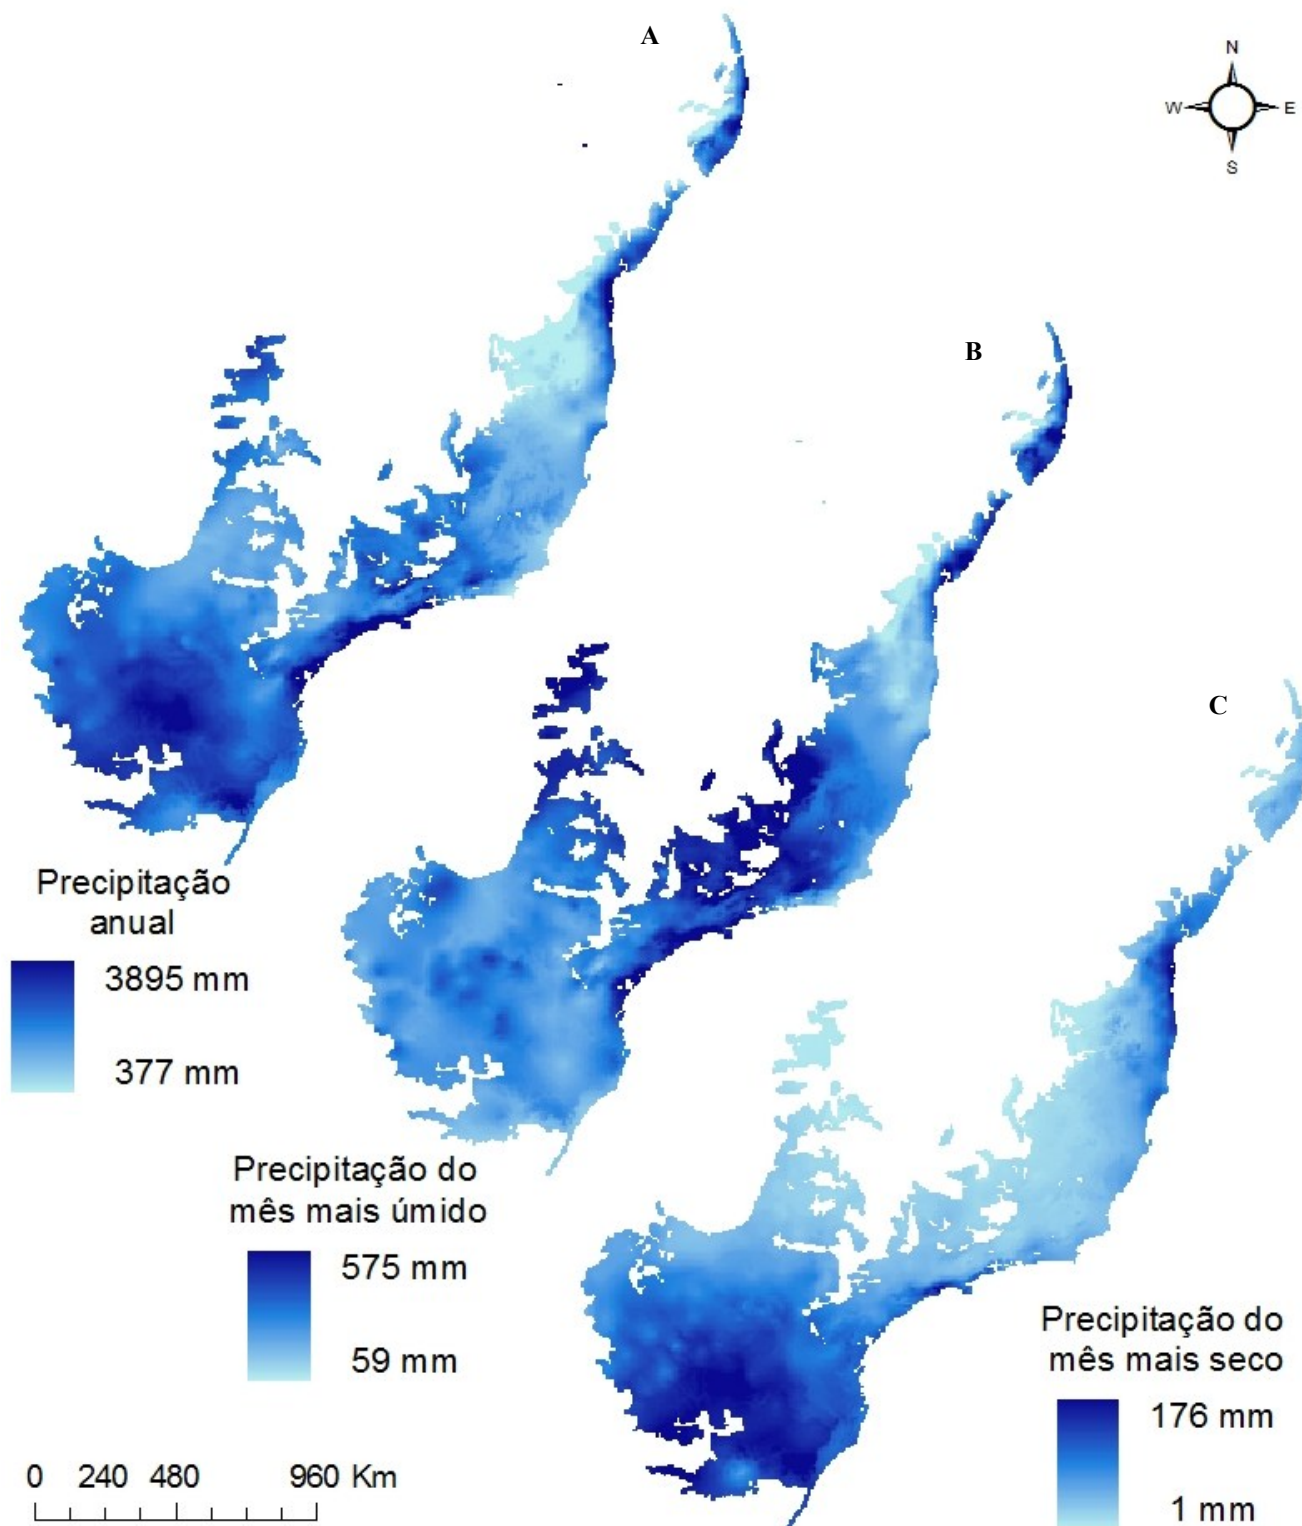 A
N
W
E
S
B
C
Precipitação
anual
3895 mm
377 mm
Precipitação do
mês mais úmido
575 mm
59 mm
Precipitação do
mês mais seco
176 mm
1 mm
0 240 480 960 Km